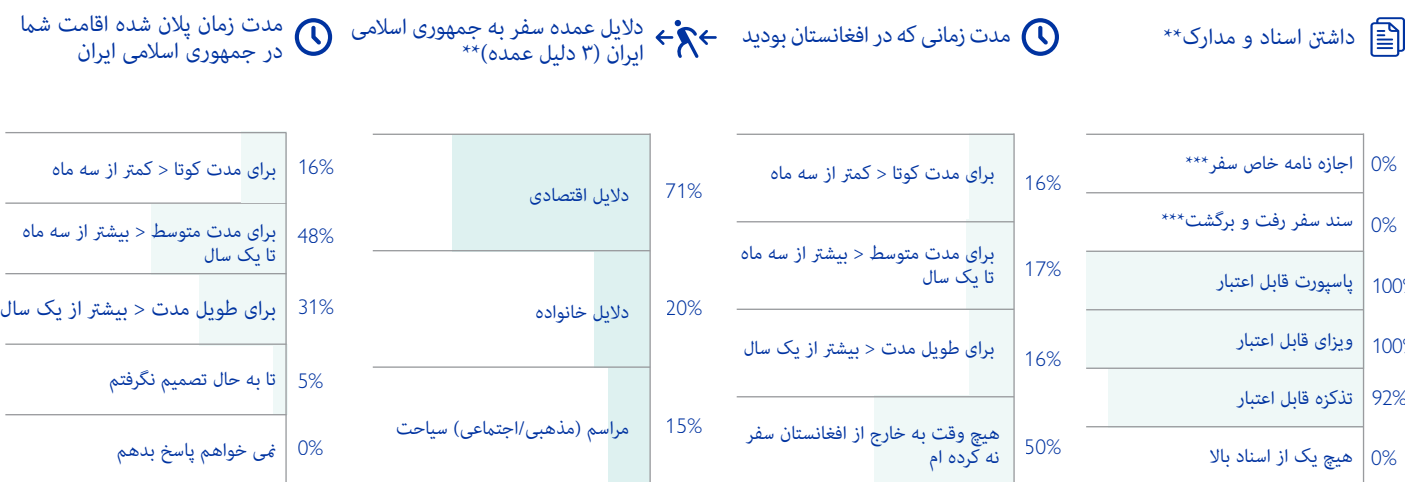 داشتن اسناد و مدارک**
اجازه نامه خاص سفر***
0%
سند سفر رفت و برگشت***
0%
پاسپورت قابل اعتبار
100%
ویزای قابل اعتبار
100%
تذکره قابل اعتبار
92%
هیچ یک از اسناد بالا
0%
مدت زمانی که در افغانستان بودید
برای مدت کوتا < کمتر از سه ماه
16%
برای مدت متوسط < بیشتر از سه ماه
تا یک سال
17%
برای طویل مدت < بیشتر از یک سال
16%
هیچ وقت به خارج از افغانستان سفر
نه کرده ام
50%
دلایل عمده سفر به جمهوری اسلامی
ایران (۳ دلیل عمده)**
دلایل اقتصادی
71%
دلایل خانواده
20%
مراسم (مذهبی/اجتماعی) سیاحت
15%
مدت زمان پلان شده اقامت شما
در جمهوری اسلامی ایران
برای مدت کوتا < کمتر از سه ماه
16%
برای مدت متوسط < بیشتر از سه ماه
تا یک سال
48%
برای طویل مدت < بیشتر از یک سال
31%
تا به حال تصمیم نگرفتم
5%
نمی خواهم پاسخ بدهم
0%